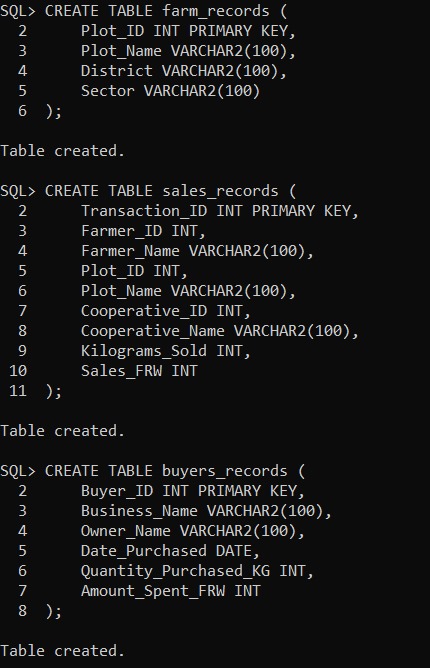 SQL> CREATE TABLE farm_records (
  2      Plot_ID INT PRIMARY KEY,
  3      Plot_Name VARCHAR2(100),
  4      District VARCHAR2(100),
  5      Sector VARCHAR2(100)
  6  );
Table created.
SQL> CREATE TABLE sales_records (
  2      Transaction_ID INT PRIMARY KEY,
  3      Farmer_ID INT,
  4      Farmer_Name VARCHAR2(100),
  5      Plot_ID INT,
  6      Plot_Name VARCHAR2(100),
  7      Cooperative_ID INT,
  8      Cooperative_Name VARCHAR2(100),
  9      Kilograms_Sold INT,
 10      Sales_FRW INT
 11  );
Table created.
SQL> CREATE TABLE buyers_records (
  2      Buyer_ID INT PRIMARY KEY,
  3      Business_Name VARCHAR2(100),
  4      Owner_Name VARCHAR2(100),
  5      Date_Purchased DATE,
  6      Quantity_Purchased_KG INT,
  7      Amount_Spent_FRW INT
  8  );
Table created.